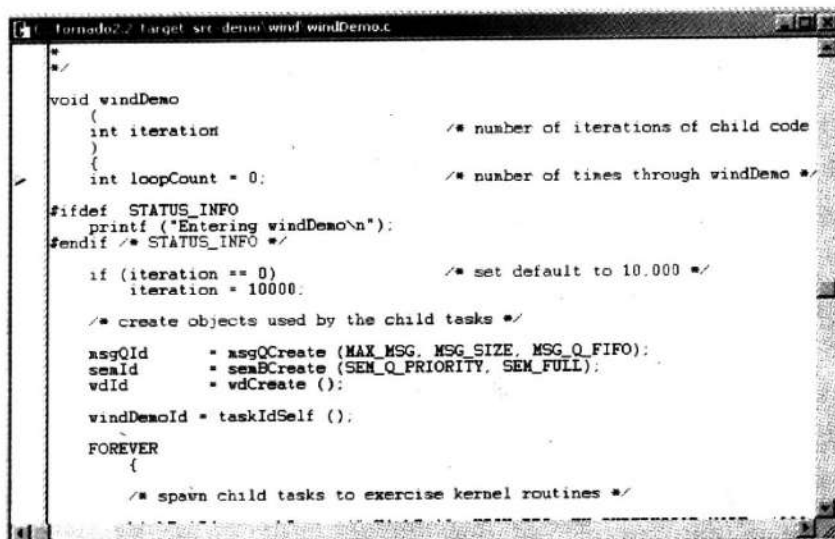 C:\Tornado2.2\target\src\demo\wind\windDemo.c
*
*/
void windDemo
(
int iteration /* number of iterations of child code
)
{
int loopCount = 0; /* number of times through windDemo */
#ifdef STATUS_INFO
printf ("Entering windDemo\n");
#endif /* STATUS_INFO */
if (iteration == 0) /* set default to 10,000 */
iteration = 10000;
/* create objects used by the child tasks */
msgQId = msgQCreate (MAX_MSG, MSG_SIZE, MSG_Q_FIFO);
semId = semBCreate (SEM_Q_PRIORITY, SEM_FULL);
wdId = wdCreate ();
windDemoId = taskIdSelf ();
FOREVER
{
/* spawn child tasks to exercise kernel routines */